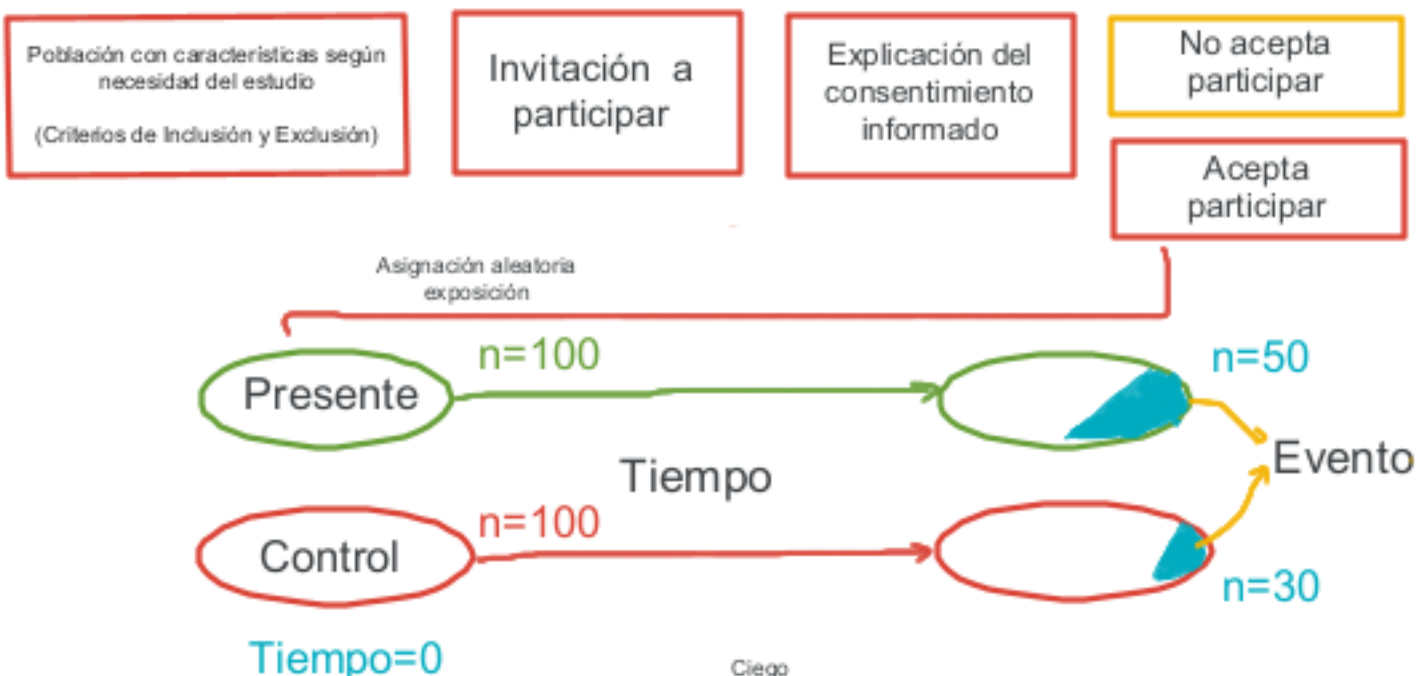 Población con características según
necesidad del estudio
(Criterios de Inclusión y Exclusión)
Invitación a
participar
Explicación del
consentimiento
informado
No acepta
participar
Acepta
participar
Asignación aleatoria
exposición
n=100
n=50
Presente
Tiempo
Evento
n=100
Control
n=30
Tiempo=0
Ciego